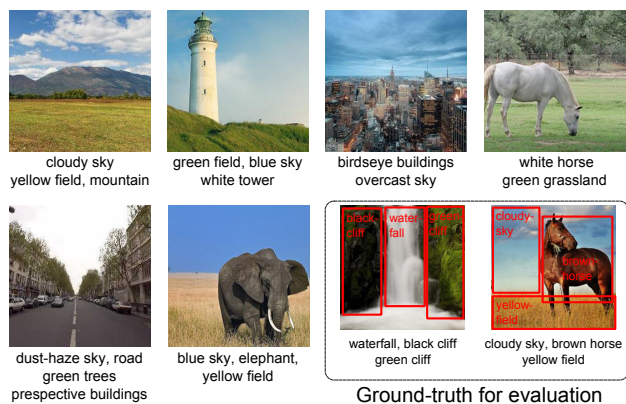 cloudy sky
yellow field, mountain
green field, blue sky
white tower
birdseye buildings
overcast sky
white horse
green grassland
dust-haze sky, road
green trees
prespective buildings
blue sky, elephant,
yellow field
black
cliff
water
fall
green
cliff
waterfall, black cliff
green cliff
cloudy-
sky
brown
horse
yellow-
field
cloudy sky, brown horse
yellow field
Ground-truth for evaluation